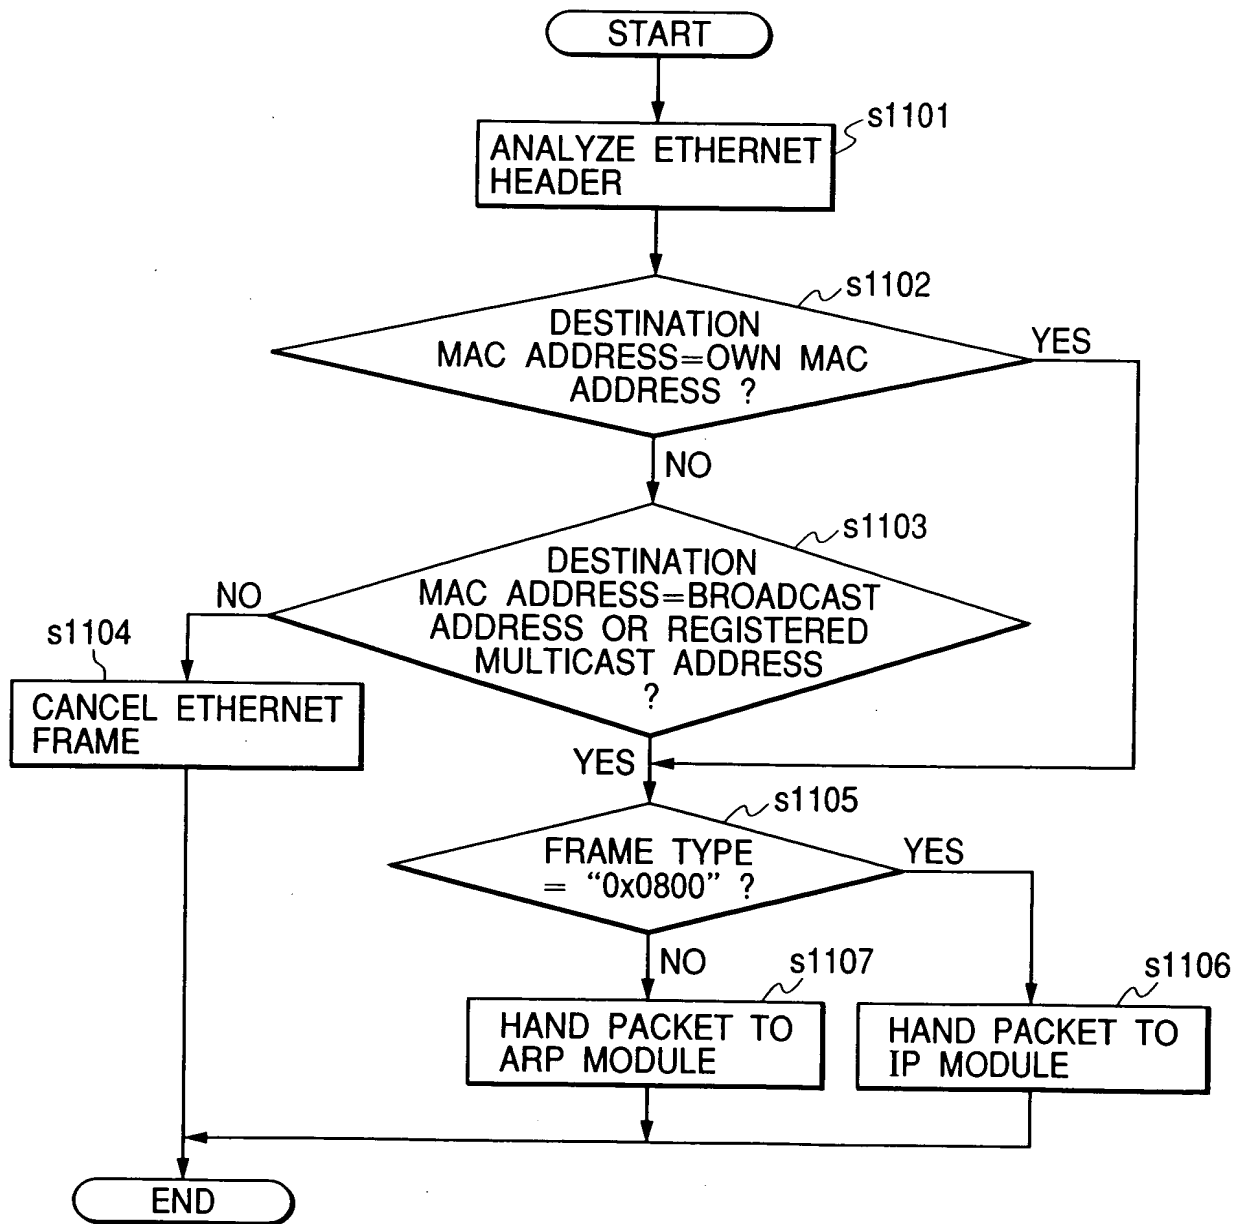 START
s1101
ANALYZE ETHERNET
HEADER
s1102
DESTINATION
MAC ADDRESS=OWN MAC
ADDRESS ?
YES
NO
s1103
DESTINATION
MAC ADDRESS=BROADCAST
ADDRESS OR REGISTERED
MULTICAST ADDRESS
?
NO
s1104
CANCEL ETHERNET
FRAME
YES
s1105
FRAME TYPE
= “0x0800” ?
YES
NO
s1107
HAND PACKET TO
ARP MODULE
s1106
HAND PACKET TO
IP MODULE
END